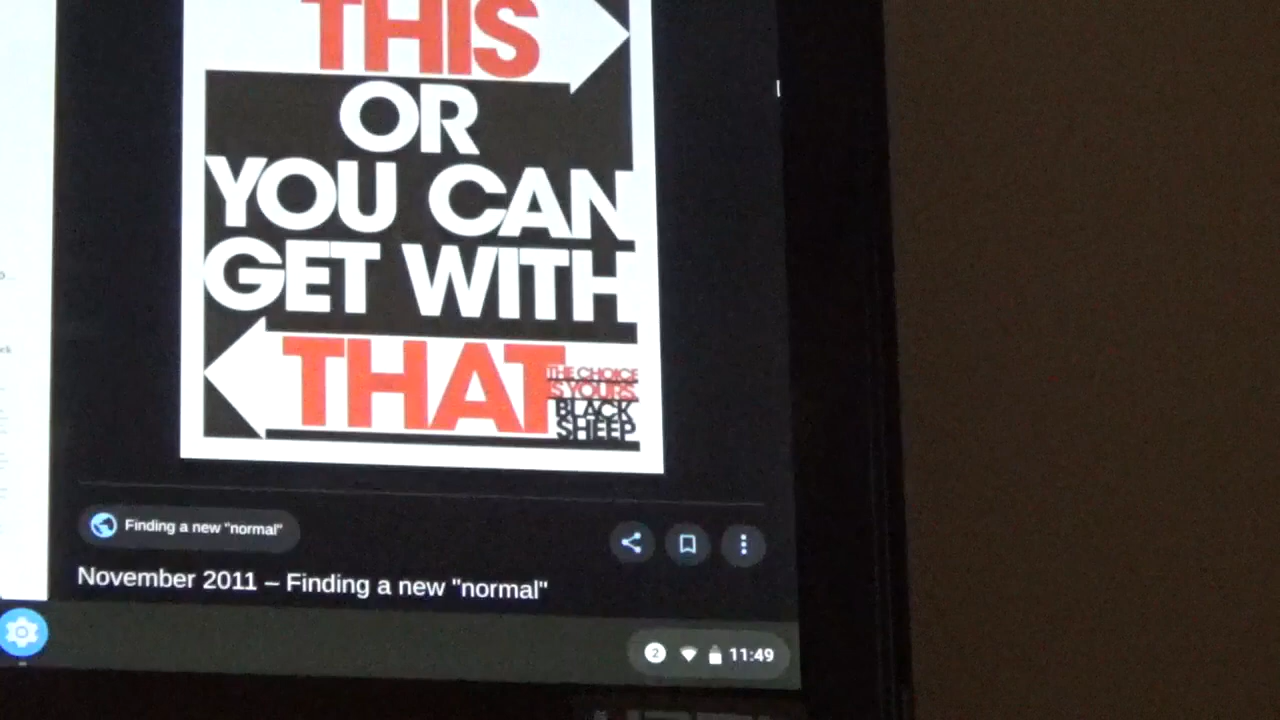 THIS
OR
YOU CAN
GET WITH
THAT
THE CHOICE
IS YOURS
BLACK
SHEEP
Finding a new "normal"
November 2011 – Finding a new "normal"
2
11:49